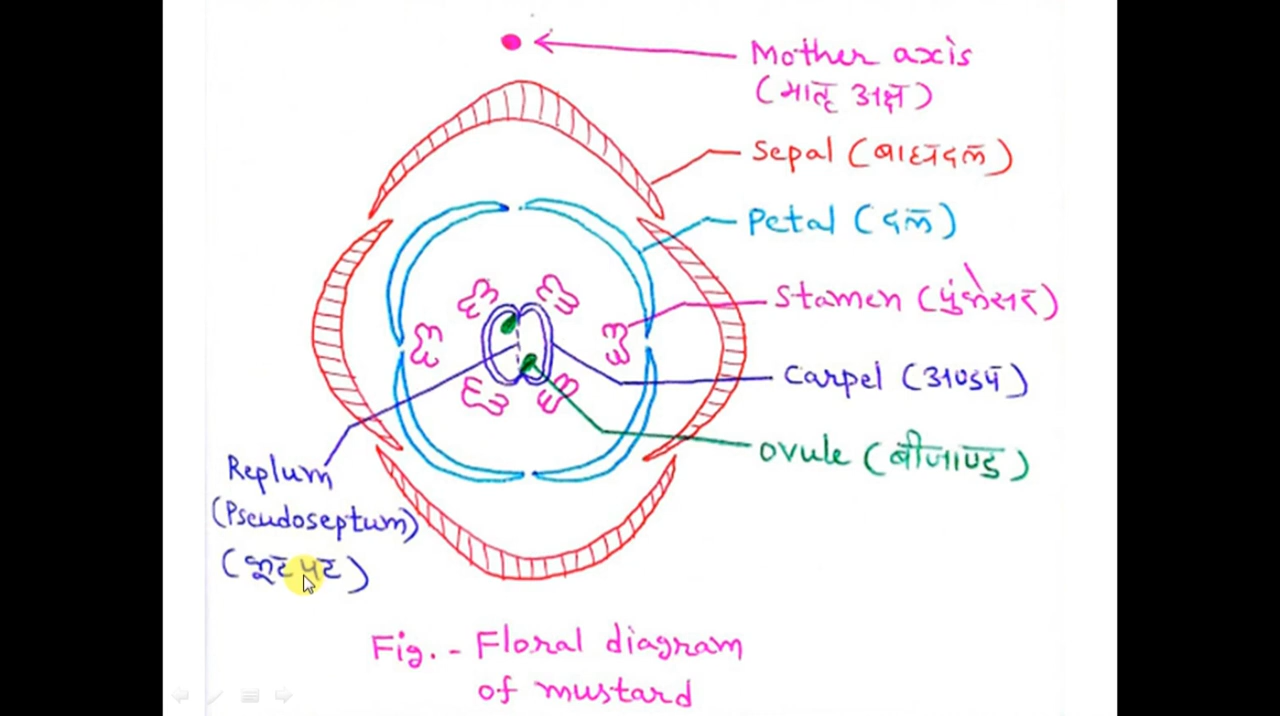 Mother axis
(मातृ अक्ष)
Sepal (बाह्यदल)
Petal (दल)
Stamen (पुंकेसर)
Carpel (अण्डप)
Ovule (बीजाण्ड)
Replum
(Pseudoseptum)
(कूटपट)
Fig. - Floral diagram
of mustard